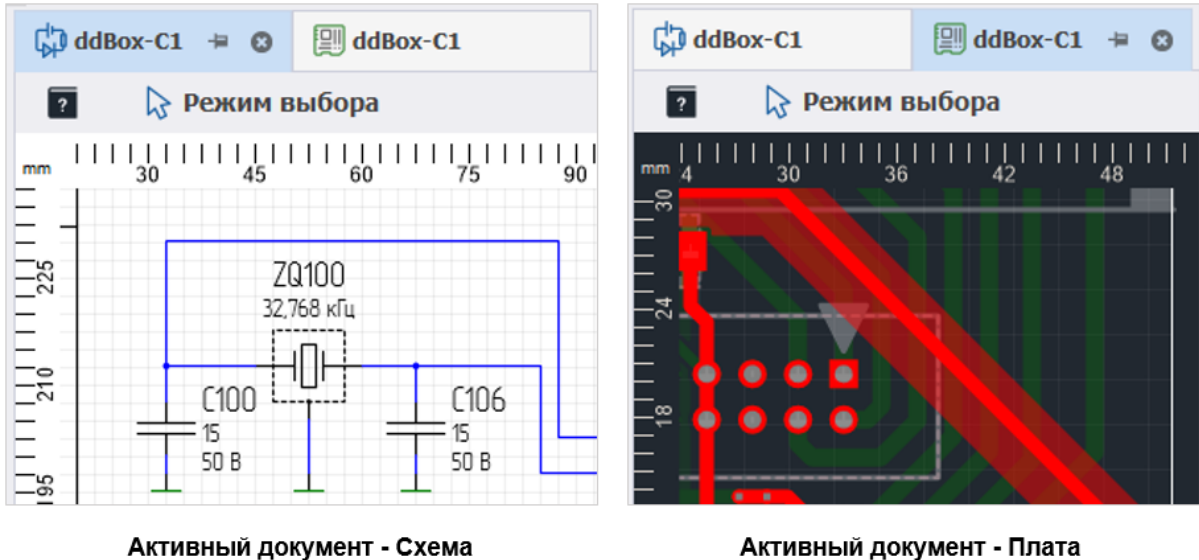 ddBox-C1 ddBox-C1
? Режим выбора
mm 30 45 60 75 90
225
ZQ100
32,768 кГц
210
C100
15
50 В
C106
15
50 В
195
Активный документ - Схема
ddBox-C1 ddBox-C1
? Режим выбора
mm 4 30 36 42 48
30
24
18
Активный документ - Плата